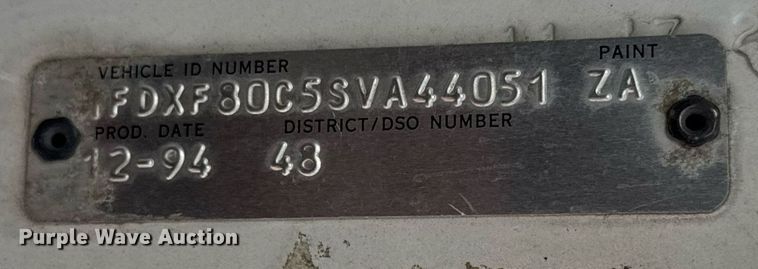 VEHICLE ID NUMBER PAINT
1FDXF80C5SVA44051 ZA
PROD. DATE DISTRICT/DSO NUMBER
12-94 48
Purple Wave Auction